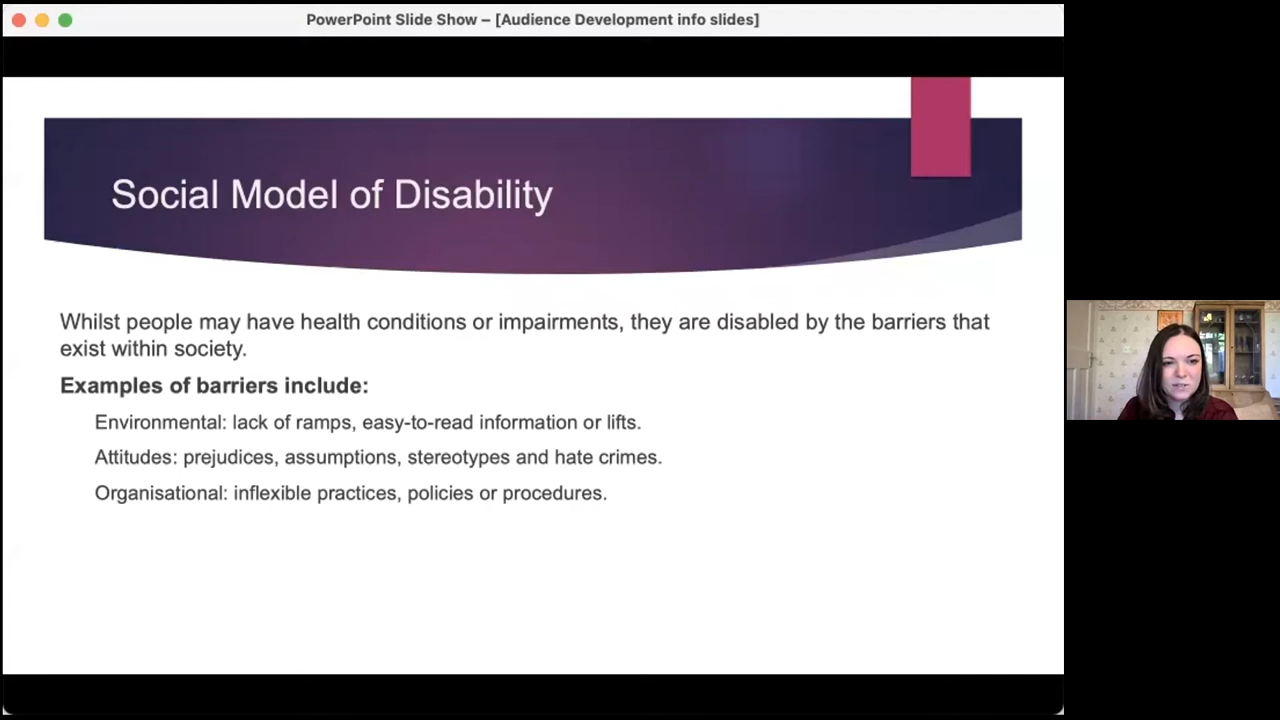 PowerPoint Slide Show – [Audience Development info slides]
Social Model of Disability
Whilst people may have health conditions or impairments, they are disabled by the barriers that
exist within society.
Examples of barriers include:
Environmental: lack of ramps, easy-to-read information or lifts.
Attitudes: prejudices, assumptions, stereotypes and hate crimes.
Organisational: inflexible practices, policies or procedures.